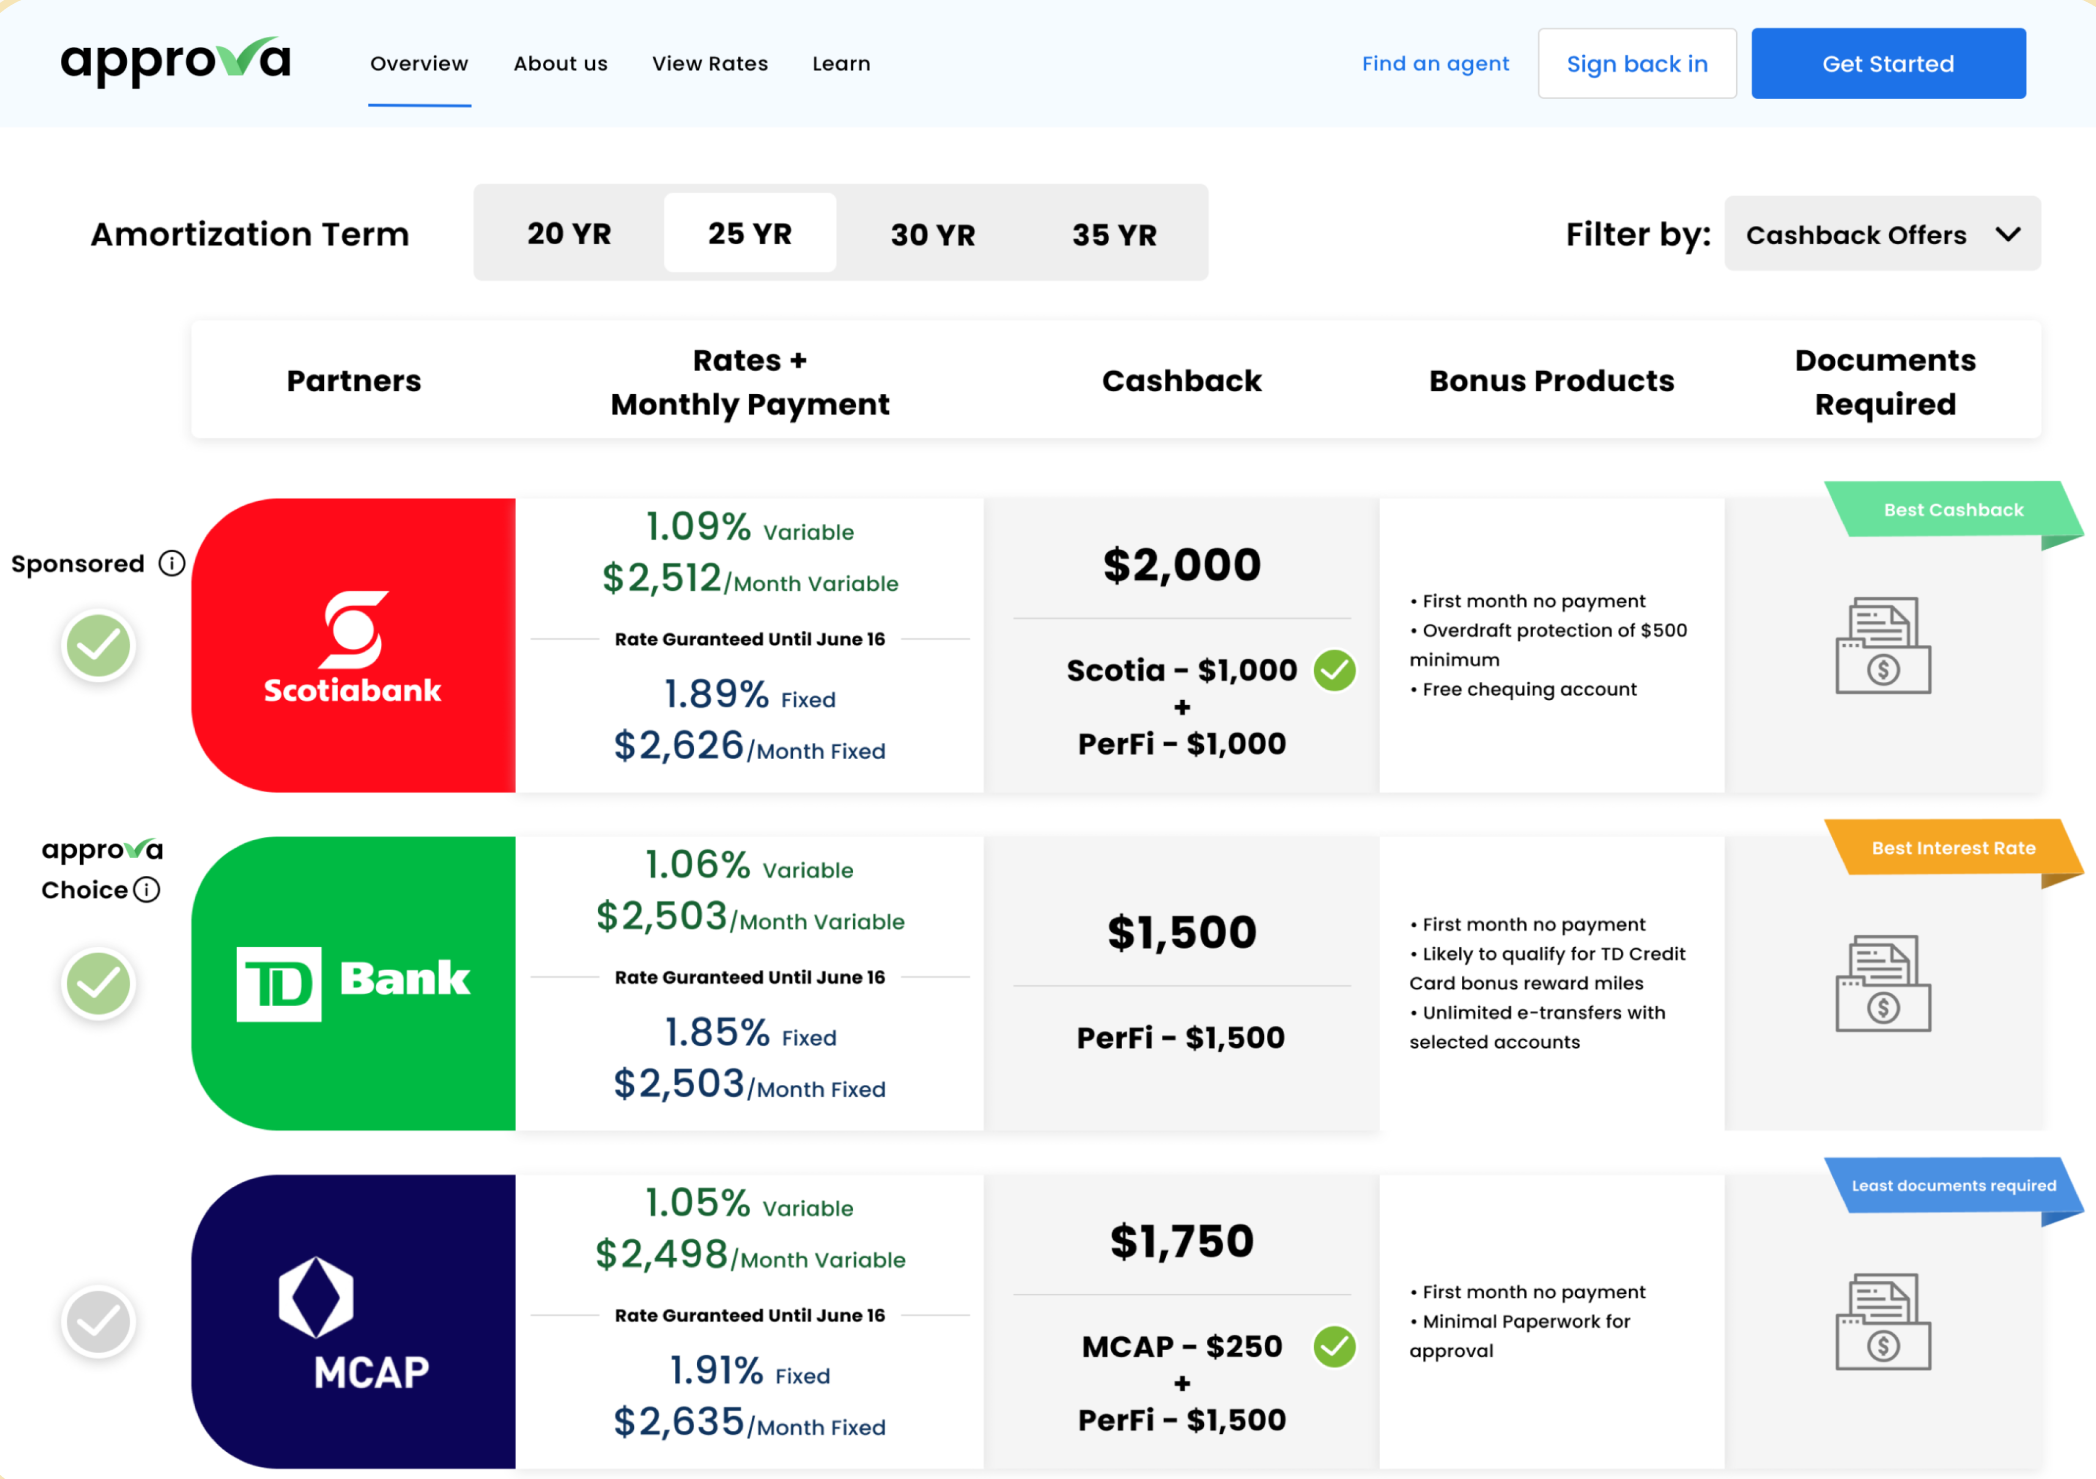 approva
Overview
About us
View Rates
Learn
Find an agent
Sign back in
Get Started
Amortization Term
20 YR
25 YR
30 YR
35 YR
Filter by:
Cashback Offers
Partners
Rates +
Monthly Payment
Cashback
Bonus Products
Documents
Required
Sponsored
Scotiabank
1.09% Variable
$2,512/Month Variable
Rate Guranteed Until June 16
1.89% Fixed
$2,626/Month Fixed
$2,000
Scotia - $1,000
+
PerFi - $1,000
• First month no payment
• Overdraft protection of $500
minimum
• Free chequing account
Best Cashback
approva
Choice
TD Bank
1.06% Variable
$2,503/Month Variable
Rate Guranteed Until June 16
1.85% Fixed
$2,503/Month Fixed
$1,500
PerFi - $1,500
• First month no payment
• Likely to qualify for TD Credit
Card bonus reward miles
• Unlimited e-transfers with
selected accounts
Best Interest Rate
MCAP
1.05% Variable
$2,498/Month Variable
Rate Guranteed Until June 16
1.91% Fixed
$2,635/Month Fixed
$1,750
MCAP - $250
+
PerFi - $1,500
• First month no payment
• Minimal Paperwork for
approval
Least documents required